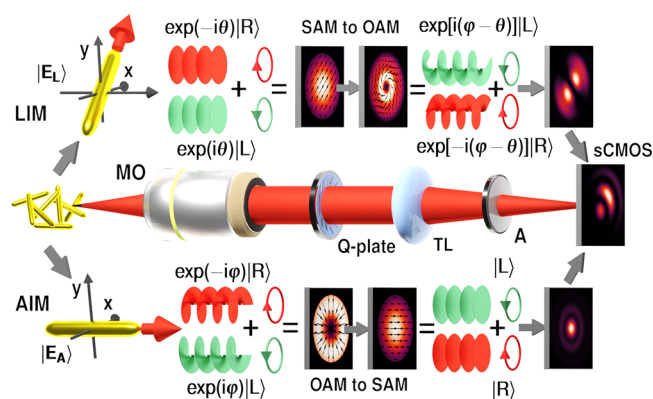 exp(−iθ)|R⟩
SAM to OAM
exp[i(φ−θ)]|L⟩
y
x
|E_L⟩
LIM
+
=
=
+
exp(iθ)|L⟩
exp[−i(φ−θ)]|R⟩
sCMOS
MO
Q-plate
TL
A
AIM
y
x
|E_A⟩
exp(−iφ)|R⟩
|L⟩
+
=
=
+
exp(iφ)|L⟩
OAM to SAM
|R⟩